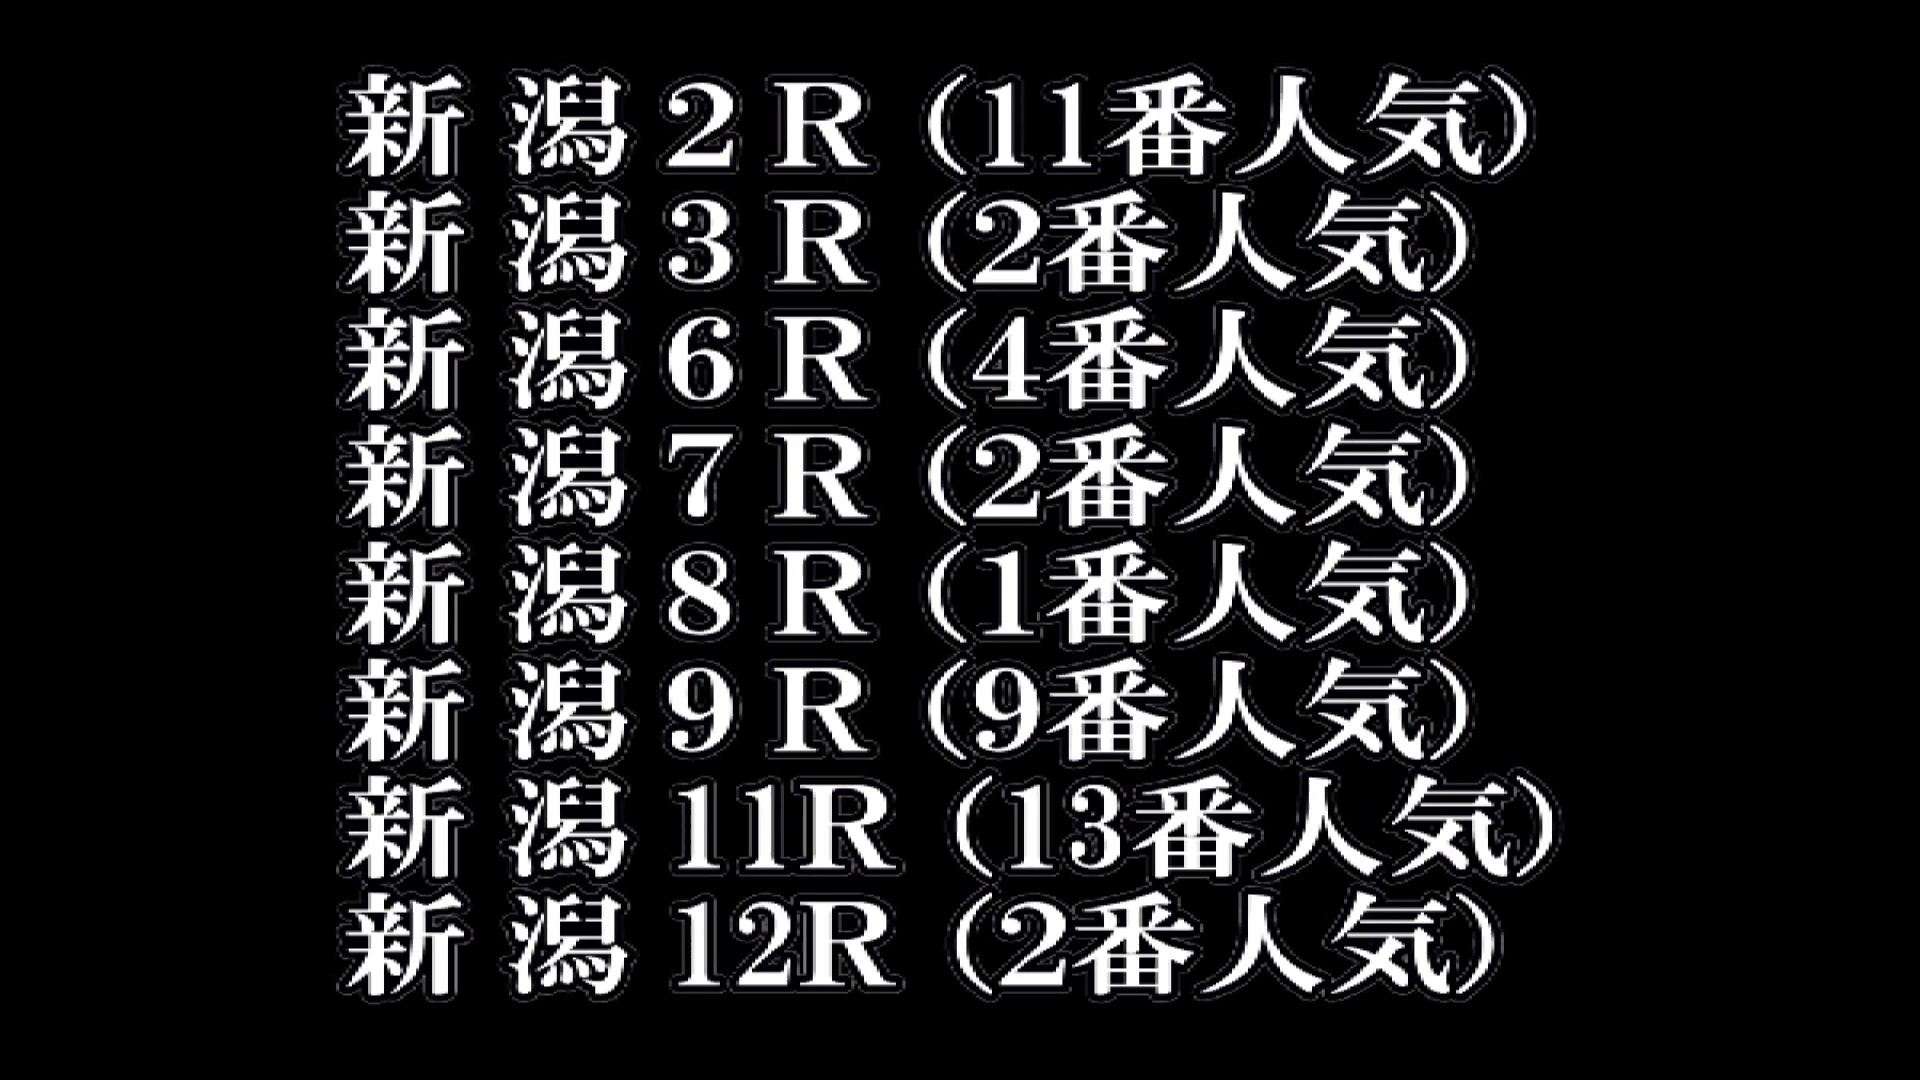 新 潟 2 R (11番人気)
新 潟 3 R (2番人気)
新 潟 6 R (4番人気)
新 潟 7 R (2番人気)
新 潟 8 R (1番人気)
新 潟 9 R (9番人気)
新 潟 11R (13番人気)
新 潟 12R (2番人気)